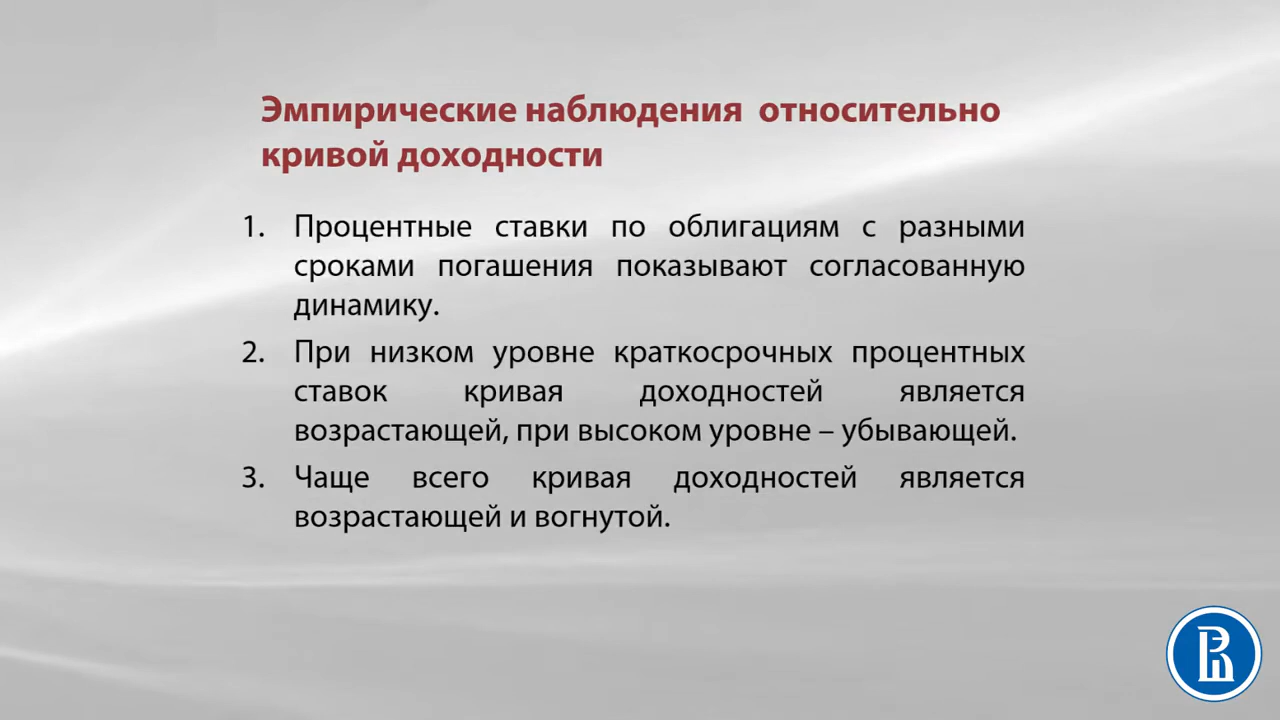 Эмпирические наблюдения относительно
кривой доходности
1. Процентные ставки по облигациям с разными
сроками погашения показывают согласованную
динамику.
2. При низком уровне краткосрочных процентных
ставок кривая доходностей является
возрастающей, при высоком уровне – убывающей.
3. Чаще всего кривая доходностей является
возрастающей и вогнутой.